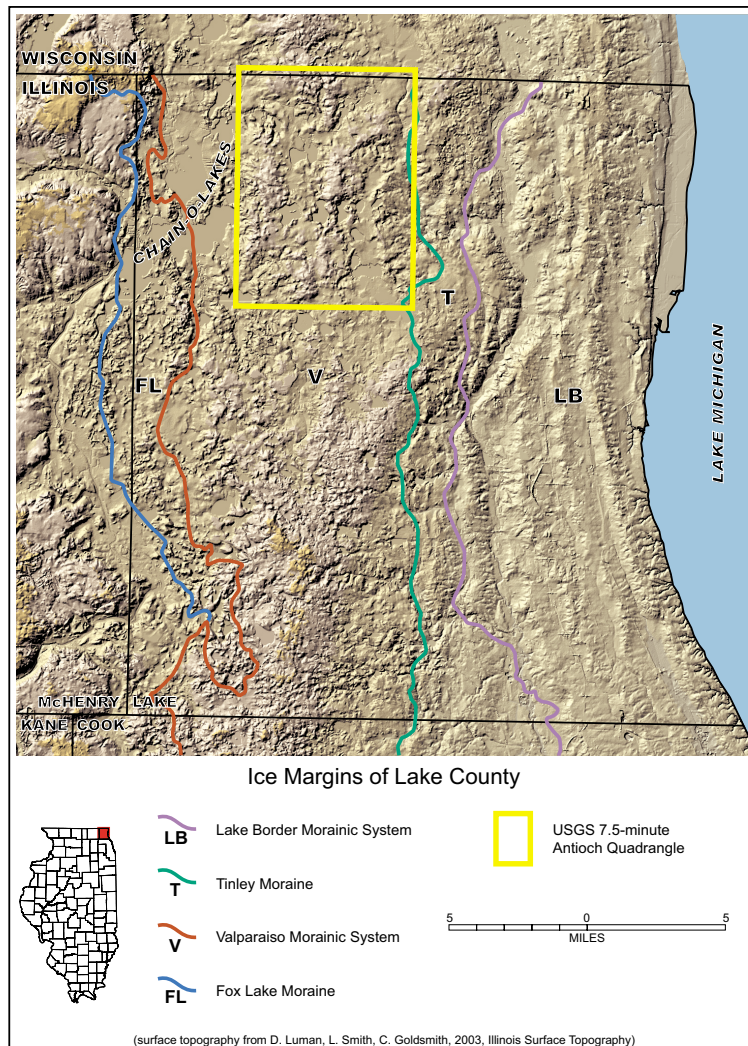 WISCONSIN
ILLINOIS
CHAIN-O-LAKES
T
FL
V
LB
LAKE MICHIGAN
McHENRY LAKE
KANE COOK
Ice Margins of Lake County
LB Lake Border Morainic System
T Tinley Moraine
V Valparaiso Morainic System
FL Fox Lake Moraine
USGS 7.5-minute
Antioch Quadrangle
5 0 5
MILES
(surface topography from D. Luman, L. Smith, C. Goldsmith, 2003, Illinois Surface Topography)